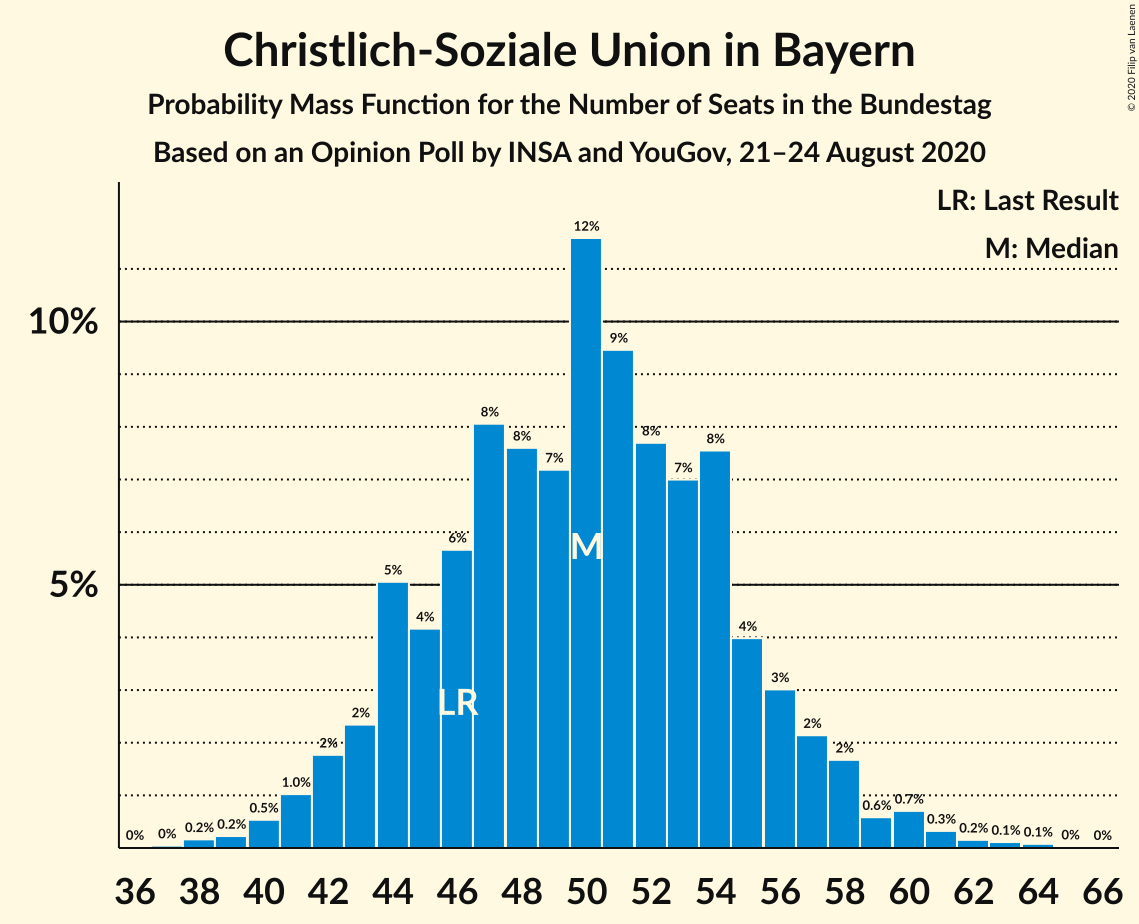 Christlich-Soziale Union in Bayern
Probability Mass Function for the Number of Seats in the Bundestag
Based on an Opinion Poll by INSA and YouGov, 21–24 August 2020
© 2020 Filip van Laenen
LR: Last Result
M: Median
10%
5%
0% 0% 0.2% 0.2% 0.5% 1.0% 2% 2% 5% 4% 6% 8% 8% 7% 12% 9% 8% 7% 8% 4% 3% 2% 2% 0.6% 0.7% 0.3% 0.2% 0.1% 0.1% 0% 0%
M
LR
36 38 40 42 44 46 48 50 52 54 56 58 60 62 64 66